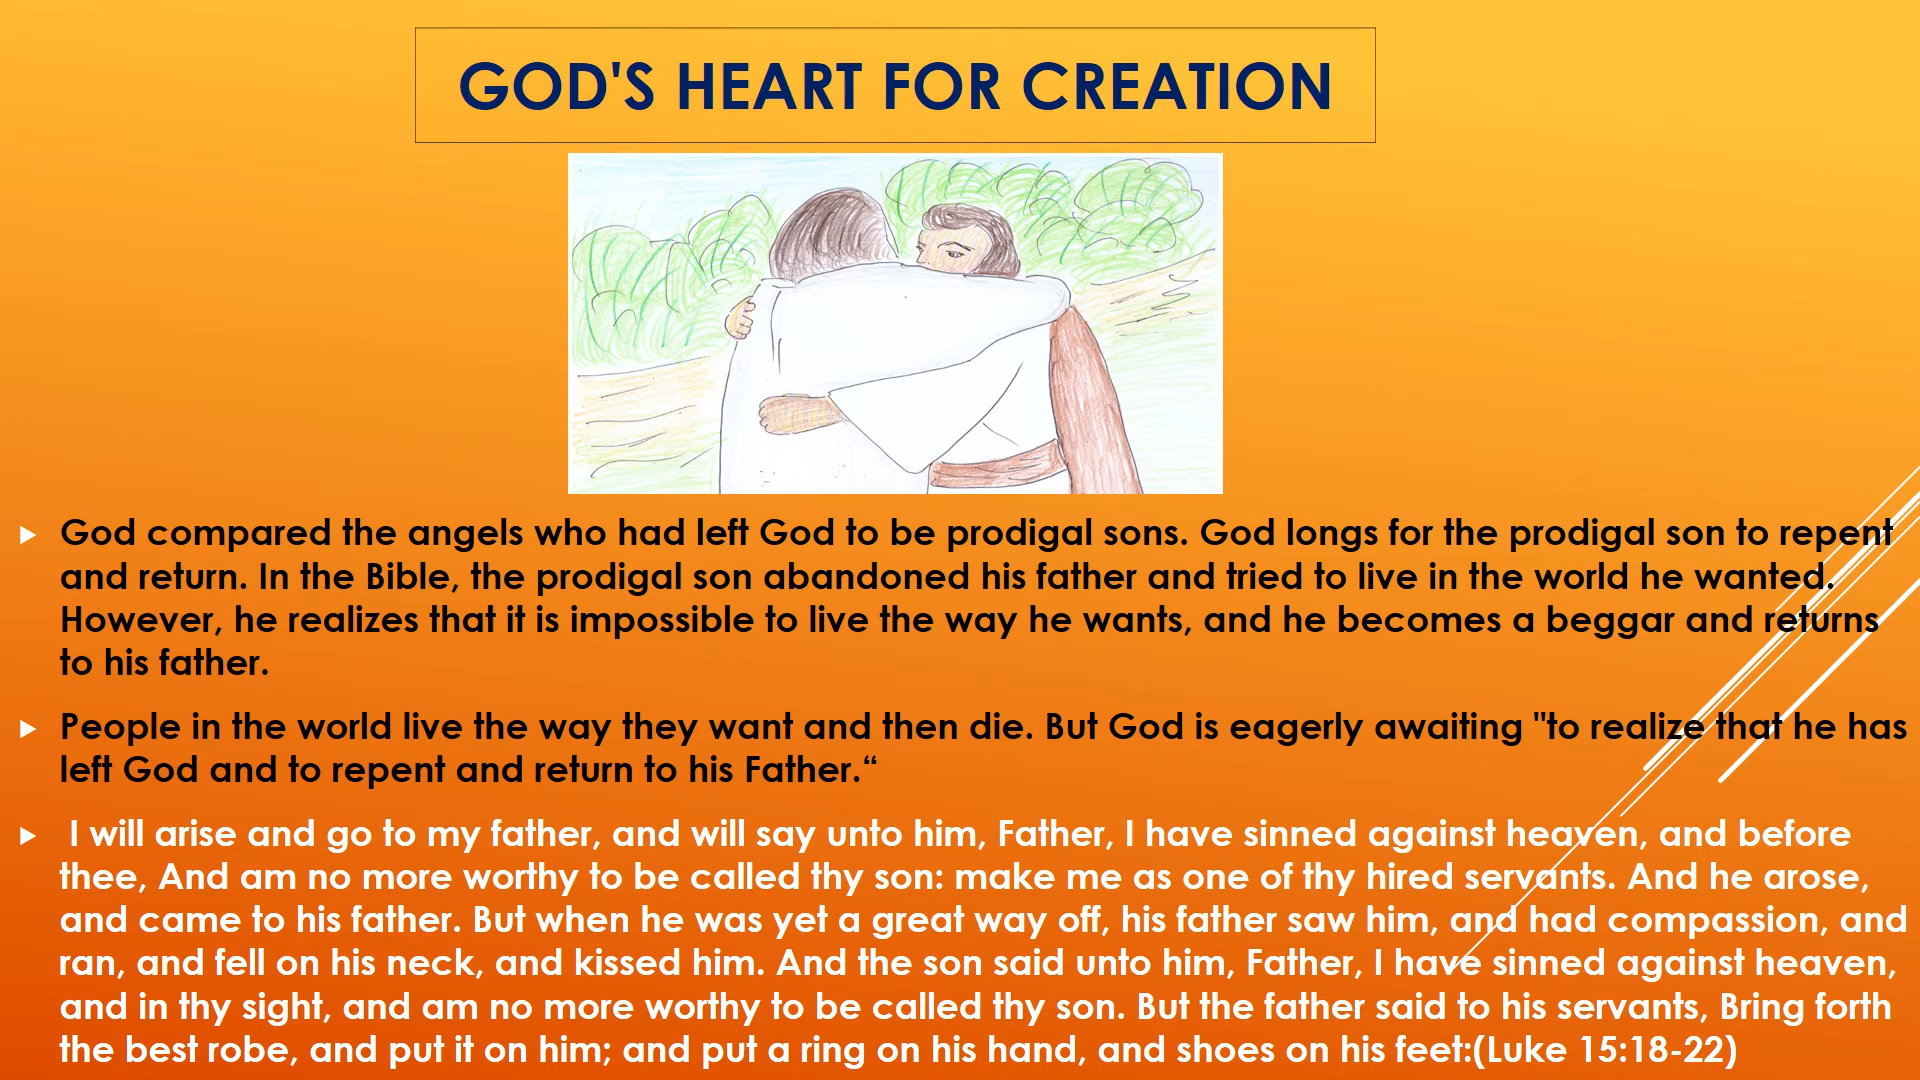 GOD'S HEART FOR CREATION
God compared the angels who had left God to be prodigal sons. God longs for the prodigal son to repent
and return. In the Bible, the prodigal son abandoned his father and tried to live in the world he wanted.
However, he realizes that it is impossible to live the way he wants, and he becomes a beggar and returns
to his father.
People in the world live the way they want and then die. But God is eagerly awaiting "to realize that he has
left God and to repent and return to his Father.“
I will arise and go to my father, and will say unto him, Father, I have sinned against heaven, and before
thee, And am no more worthy to be called thy son: make me as one of thy hired servants. And he arose,
and came to his father. But when he was yet a great way off, his father saw him, and had compassion, and
ran, and fell on his neck, and kissed him. And the son said unto him, Father, I have sinned against heaven,
and in thy sight, and am no more worthy to be called thy son. But the father said to his servants, Bring forth
the best robe, and put it on him; and put a ring on his hand, and shoes on his feet:(Luke 15:18-22)